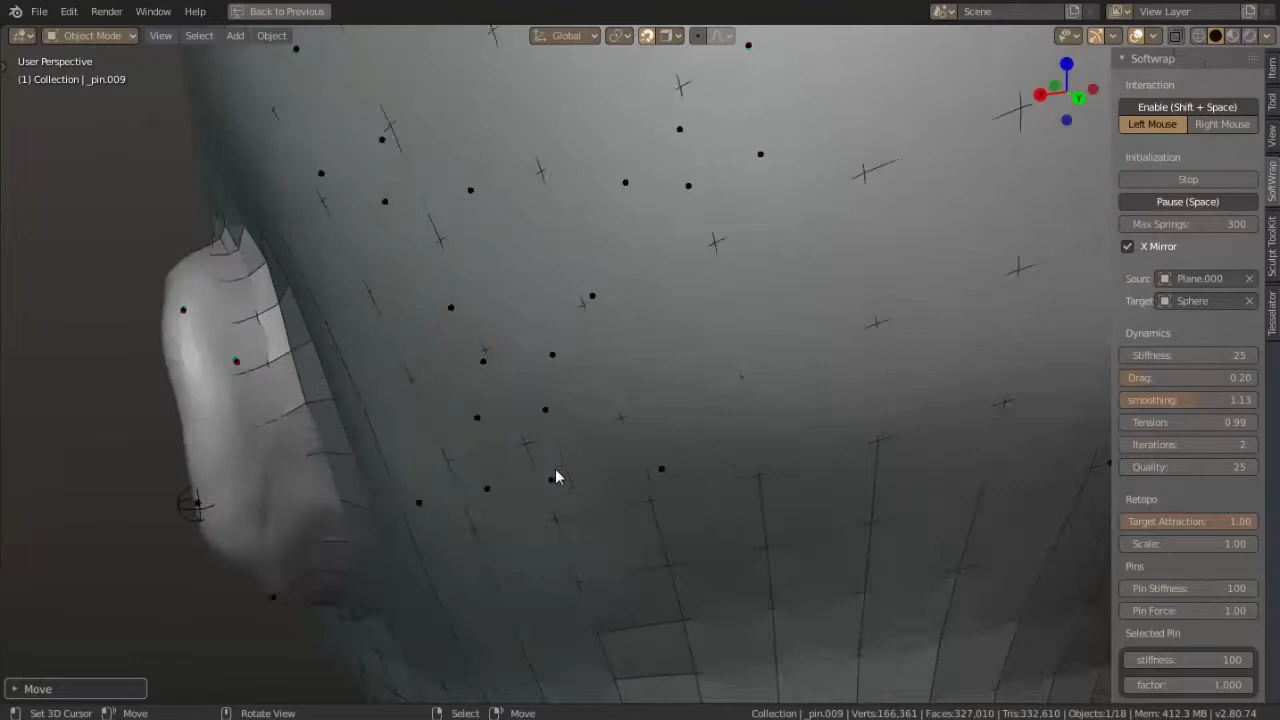 File Edit Render Window Help Back to Previous Scene View Layer
Object Mode View Select Add Object Global
User Perspective
(1) Collection | _pin.009
Softwrap
Interaction
Enable (Shift + Space)
Left Mouse Right Mouse
Initialization
Stop
Pause (Space)
Max Springs: 300
X Mirror
Sourc Plane.000
Target Sphere
Dynamics
Stiffness: 25
Drag: 0.20
smoothing: 1.13
Tension: 0.99
Iterations: 2
Quality: 25
Retopo
Target Attraction: 1.00
Scale: 1.00
Pins
Pin Stiffness: 100
Pin Force: 1.00
Selected Pin
stiffness: 100
factor: 1.000
Item
Tool
View
SoftWrap
Sculpt ToolKit
Tesselator
X
Y
Move
Set 3D Cursor Move Rotate View Select Move Collection | _pin.009 | Verts:166,361 | Faces:327,010 | Tris:332,610 | Objects:1/18 | Mem: 412.3 MB | v2.80.74